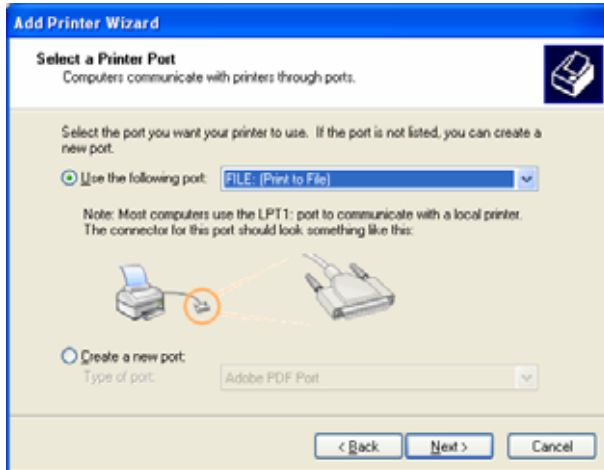 Add Printer Wizard
Select a Printer Port
Computers communicate with printers through ports.
Select the port you want your printer to use. If the port is not listed, you can create a
new port.
Use the following port: FILE: (Print to File)
Note: Most computers use the LPT1: port to communicate with a local printer.
The connector for this port should look something like this:
Create a new port:
Type of port: Adobe PDF Port
< Back Next > Cancel